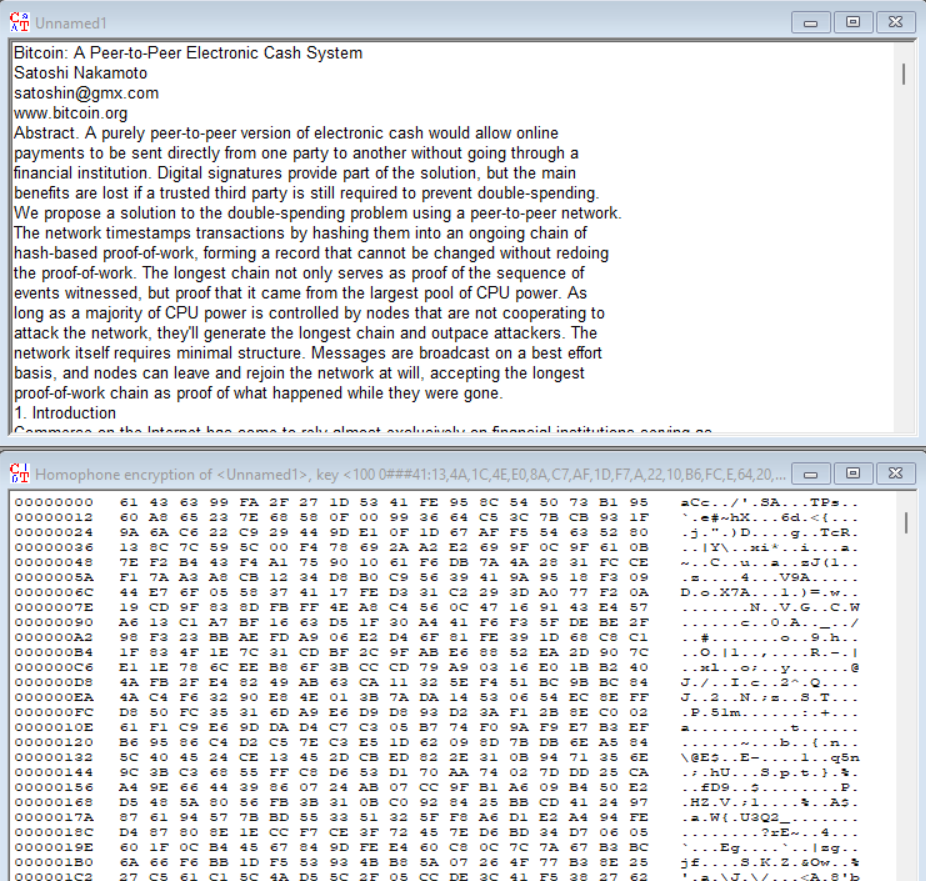 Unnamed1
Bitcoin: A Peer-to-Peer Electronic Cash System
Satoshi Nakamoto
satoshin@gmx.com
www.bitcoin.org
Abstract. A purely peer-to-peer version of electronic cash would allow online
payments to be sent directly from one party to another without going through a
financial institution. Digital signatures provide part of the solution, but the main
benefits are lost if a trusted third party is still required to prevent double-spending.
We propose a solution to the double-spending problem using a peer-to-peer network.
The network timestamps transactions by hashing them into an ongoing chain of
hash-based proof-of-work, forming a record that cannot be changed without redoing
the proof-of-work. The longest chain not only serves as proof of the sequence of
events witnessed, but proof that it came from the largest pool of CPU power. As
long as a majority of CPU power is controlled by nodes that are not cooperating to
attack the network, they'll generate the longest chain and outpace attackers. The
network itself requires minimal structure. Messages are broadcast on a best effort
basis, and nodes can leave and rejoin the network at will, accepting the longest
proof-of-work chain as proof of what happened while they were gone.
1. Introduction
Commerce on the Internet has come to rely almost exclusively on financial institutions serving as
Homophone encryption of <Unnamed1>, key <100 0###41:13,4A,1C,4E,E0,8A,C7,AF,1D,F7,A,22,10,B6,FC,E,64,20,...
00000000 61 43 63 99 FA 2F 27 1D 53 41 FE 95 8C 54 50 73 B1 95 aCc../'.SA...TPs..
00000012 60 A8 65 23 7E 68 58 0F 00 99 36 64 C5 3C 7B CB 93 1F `.e#~hX...6d.<{...
00000024 9A 6A C6 22 C9 29 44 9D E1 0F 1D 67 AF F5 54 63 52 80 .j.".)D....g..TcR.
00000036 13 8C 7C 59 5C 00 F4 78 69 2A A2 E2 69 9F 0C 9F 61 0B ..|Y\..xi*..i...a.
00000048 7E F2 B4 43 F4 A1 75 90 10 61 F6 DB 7A 4A 28 31 FC CE ~..C..u..a..zJ(1..
0000005A F1 7A A3 A8 CB 12 34 D8 B0 C9 56 39 41 9A 95 18 F3 09 .z....4...V9A.....
0000006C 44 E7 6F 05 58 37 41 17 FE D3 31 C2 29 3D A0 77 F2 0A D.o.X7A...1.)=.w..
0000007E 19 CD 9F 83 8D FB FF 4E A8 C4 56 0C 47 16 91 43 E4 57 .......N..V.G..C.W
00000090 A6 13 C1 A7 BF 16 63 D5 1F 30 A4 41 F6 F3 5F DE BE 2F ......c..0.A.._../
000000A2 98 F3 23 BB AE FD A9 06 E2 D4 6F 81 FE 39 1D 68 C8 C1 ..#.......o..9.h..
000000B4 1F 83 4F 1E 7C 31 CD BF 2C 9F AB E6 88 52 EA 2D 90 7C ..O.|1..,....R.-.|
000000C6 E1 1E 78 6C EE B8 6F 3B CC CD 79 A9 03 16 E0 1B B2 40 ..xl..o;..y......@
000000D8 4A FB 2F E4 82 49 AB 63 CA 11 32 5E F4 51 BC 9B BC 84 J./..I.c..2^.Q....
000000EA 4A C4 F6 32 90 E8 4E 01 3B 7A DA 14 53 06 54 EC 8E FF J..2..N.;z..S.T...
000000FC D8 50 FC 35 31 6D A9 E6 D9 D8 93 D2 3A F1 2B 8E C0 02 .P.51m......:.+...
0000010E 61 F1 C9 E6 9D DA D4 C7 C3 05 B7 74 F0 9A F9 E7 B3 EF a..........t......
00000120 B6 95 86 C4 D2 C5 7E C3 E5 1D 62 09 8D 7B DB 6E A5 84 ......~...b..{.n..
00000132 5C 40 45 24 CE 13 45 2D CB ED 82 2E 31 0B 94 71 35 6E \@E$..E-....1..q5n
00000144 9C 3B C3 68 55 FF C8 D6 53 D1 70 AA 74 02 7D DD 25 CA .;.hU...S.p.t.}.%.
00000156 A4 9E 66 44 39 86 07 24 AB 07 CC 9F B1 A6 09 B4 50 E2 ..fD9..$........P.
00000168 D5 48 5A 80 56 FB 3B 31 0B C0 92 84 25 BB CD 41 24 97 .HZ.V.;1....%..A$.
0000017A 87 61 94 57 7B BD 55 33 51 32 5F F8 A6 D1 E2 A4 94 FE .a.W{.U3Q2_.......
0000018C D4 87 80 8E 1E CC F7 CE 3F 72 45 7E D6 BD 34 D7 06 05 ........?rE~..4...
0000019E 60 1F 0C B4 45 67 84 9D FE E4 60 C8 0C 7C 7A 67 B3 BC `...Eg....`..|zg..
000001B0 6A 66 F6 BB 1D F5 53 93 4B B8 5A 07 26 4F 77 B3 8E 25 jf....S.K.Z.&Ow..%
000001C2 27 C5 61 C1 5C 4A D5 5C 2F 05 CC DE 3C 41 F5 38 27 62 '.a.\J.\/...<A.8'b